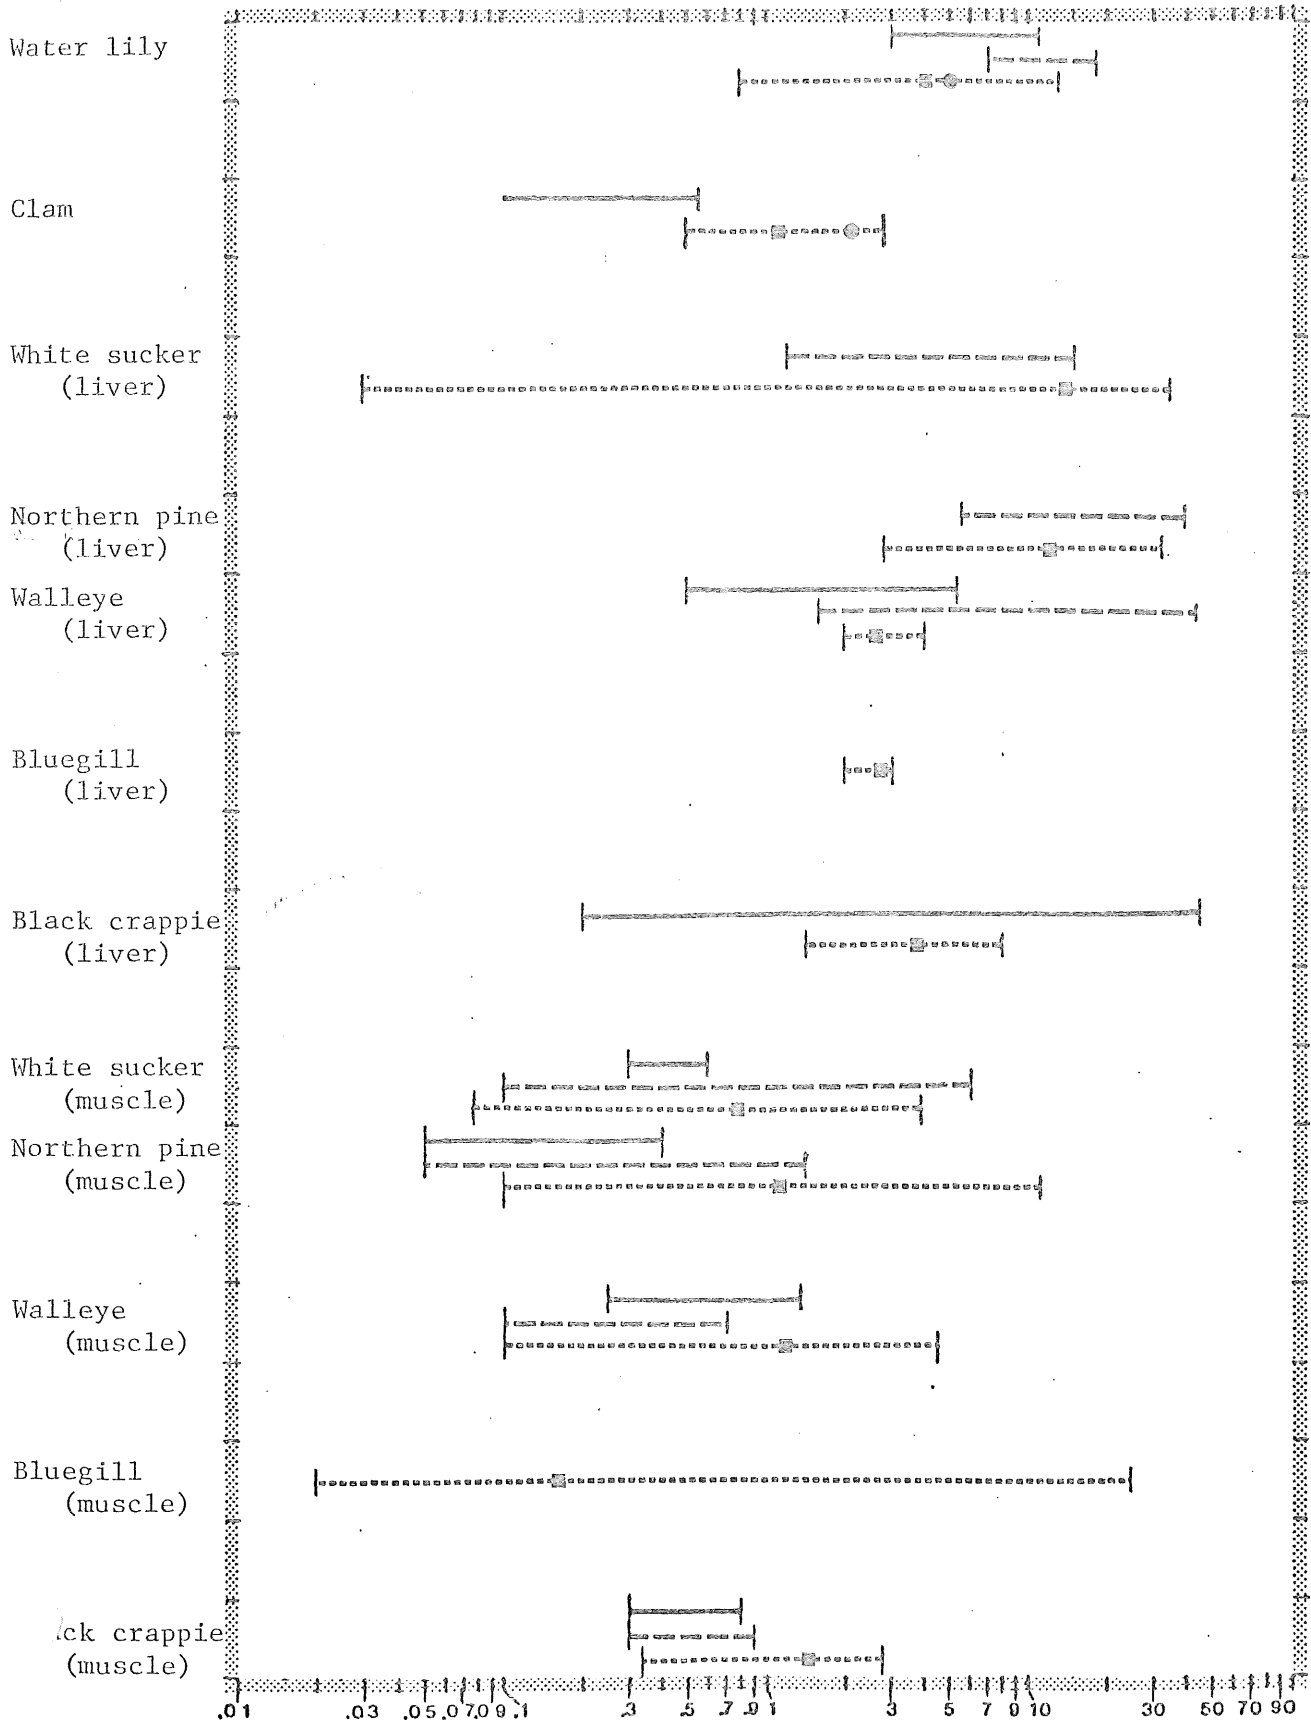 Water lily
Clam
White sucker
(liver)
Northern pine
(liver)
Walleye
(liver)
Bluegill
(liver)
Black crappie
(liver)
White sucker
(muscle)
Northern pine
(muscle)
Walleye
(muscle)
Bluegill
(muscle)
ck crappie
(muscle)
.01 .03 .05 .07 .09 .1 .3 .5 .7 .9 1 3 5 7 9 10 30 50 70 90